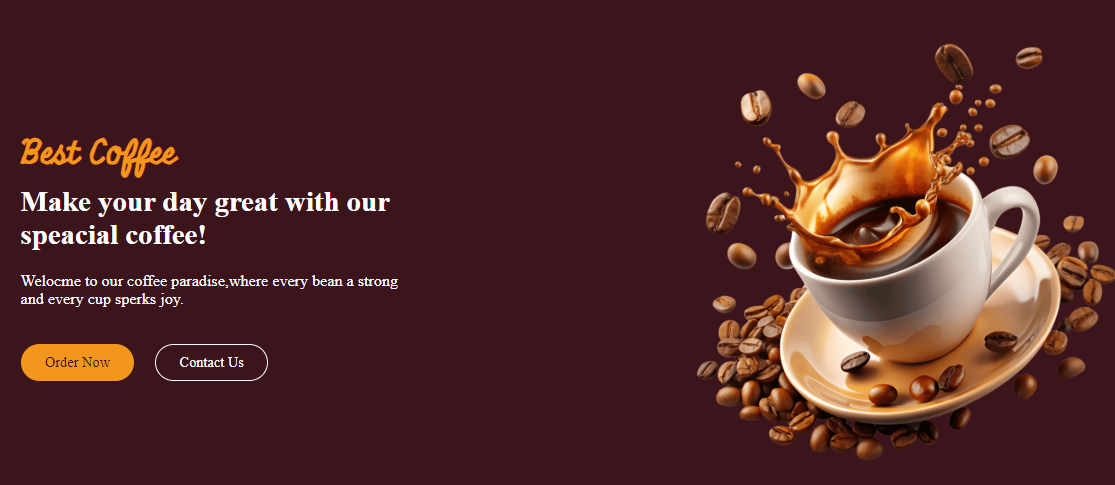 Best Coffee
Make your day great with our
speacial coffee!
Welocme to our coffee paradise,where every bean a strong
and every cup sperks joy.
Order Now
Contact Us